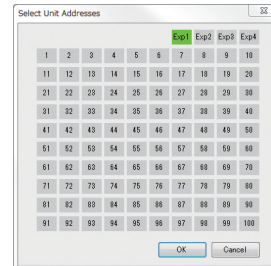 Select Unit Addresses
Exp1 Exp2 Exp3 Exp4
1 2 3 4 5 6 7 8 9 10
11 12 13 14 15 16 17 18 19 20
21 22 23 24 25 26 27 28 29 30
31 32 33 34 35 36 37 38 39 40
41 42 43 44 45 46 47 48 49 50
51 52 53 54 55 56 57 58 59 60
61 62 63 64 65 66 67 68 69 70
71 72 73 74 75 76 77 78 79 80
81 82 83 84 85 86 87 88 89 90
91 92 93 94 95 96 97 98 99 100
OK Cancel